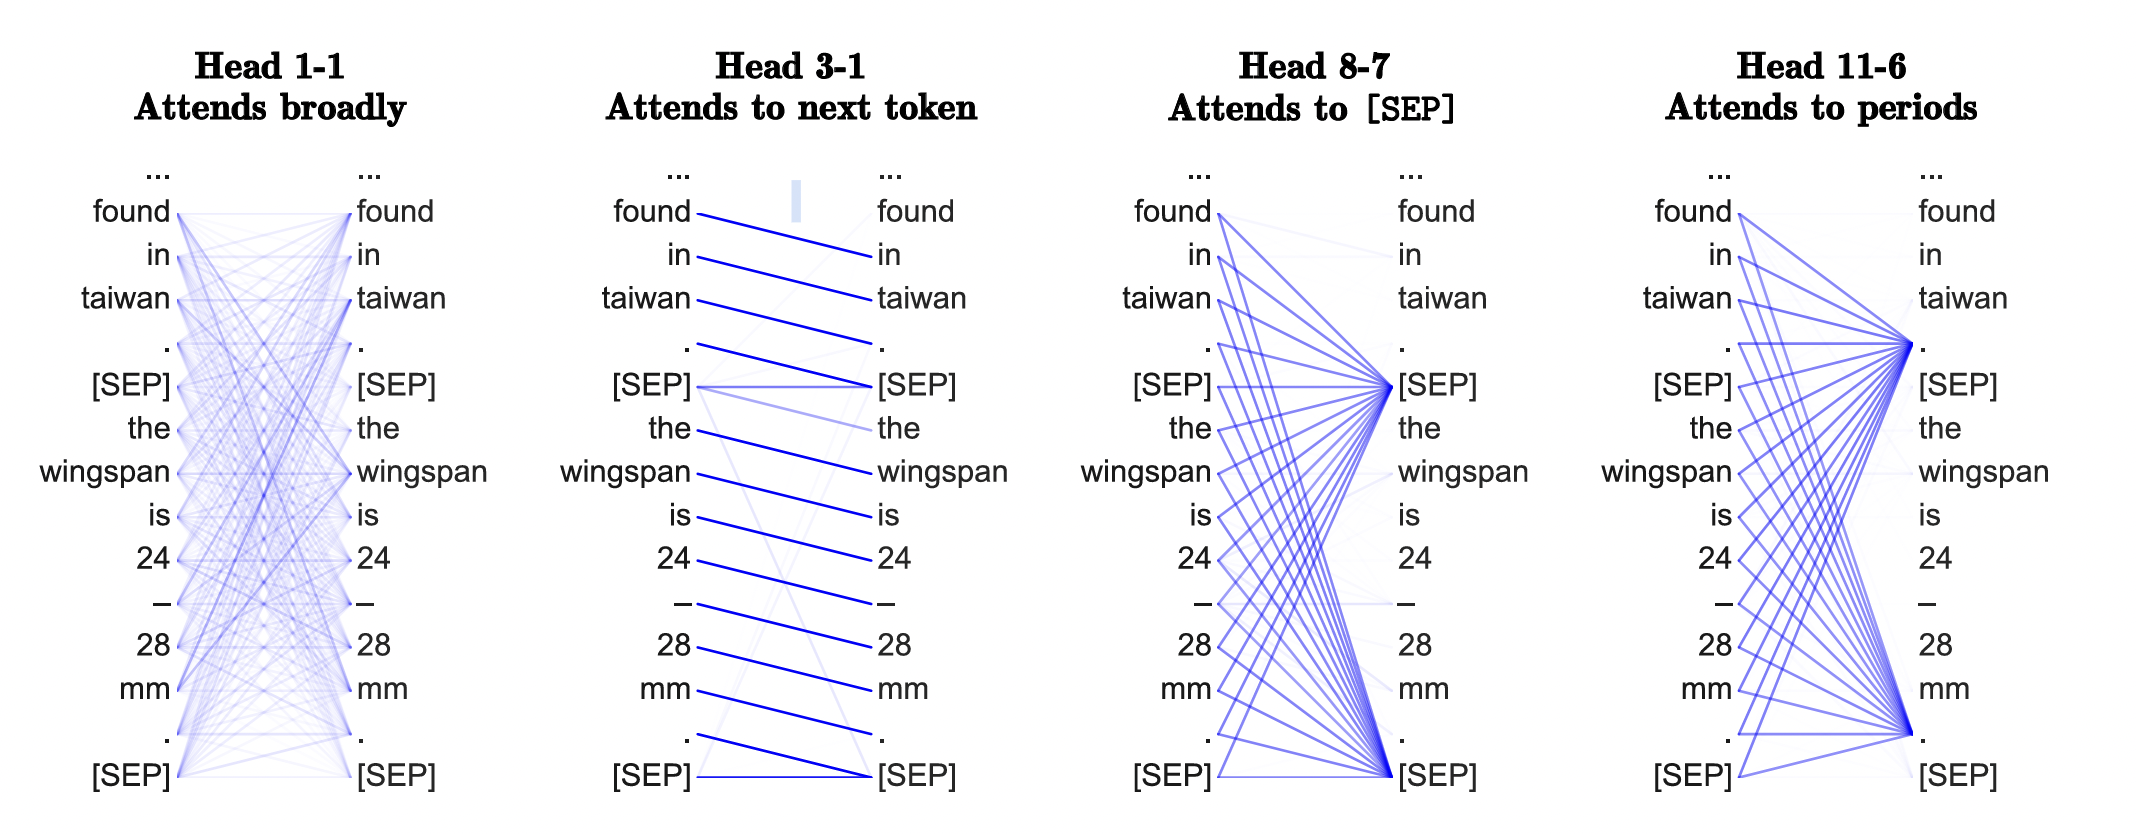 Head 1-1
Attends broadly
... ...
found found
in in
taiwan taiwan
. .
[SEP] [SEP]
the the
wingspan wingspan
is is
24 24
– –
28 28
mm mm
. .
[SEP] [SEP]
Head 3-1
Attends to next token
... ...
found found
in in
taiwan taiwan
. .
[SEP] [SEP]
the the
wingspan wingspan
is is
24 24
– –
28 28
mm mm
. .
[SEP] [SEP]
Head 8-7
Attends to [SEP]
... ...
found found
in in
taiwan taiwan
. .
[SEP] [SEP]
the the
wingspan wingspan
is is
24 24
– –
28 28
mm mm
. .
[SEP] [SEP]
Head 11-6
Attends to periods
... ...
found found
in in
taiwan taiwan
. .
[SEP] [SEP]
the the
wingspan wingspan
is is
24 24
– –
28 28
mm mm
. .
[SEP] [SEP]